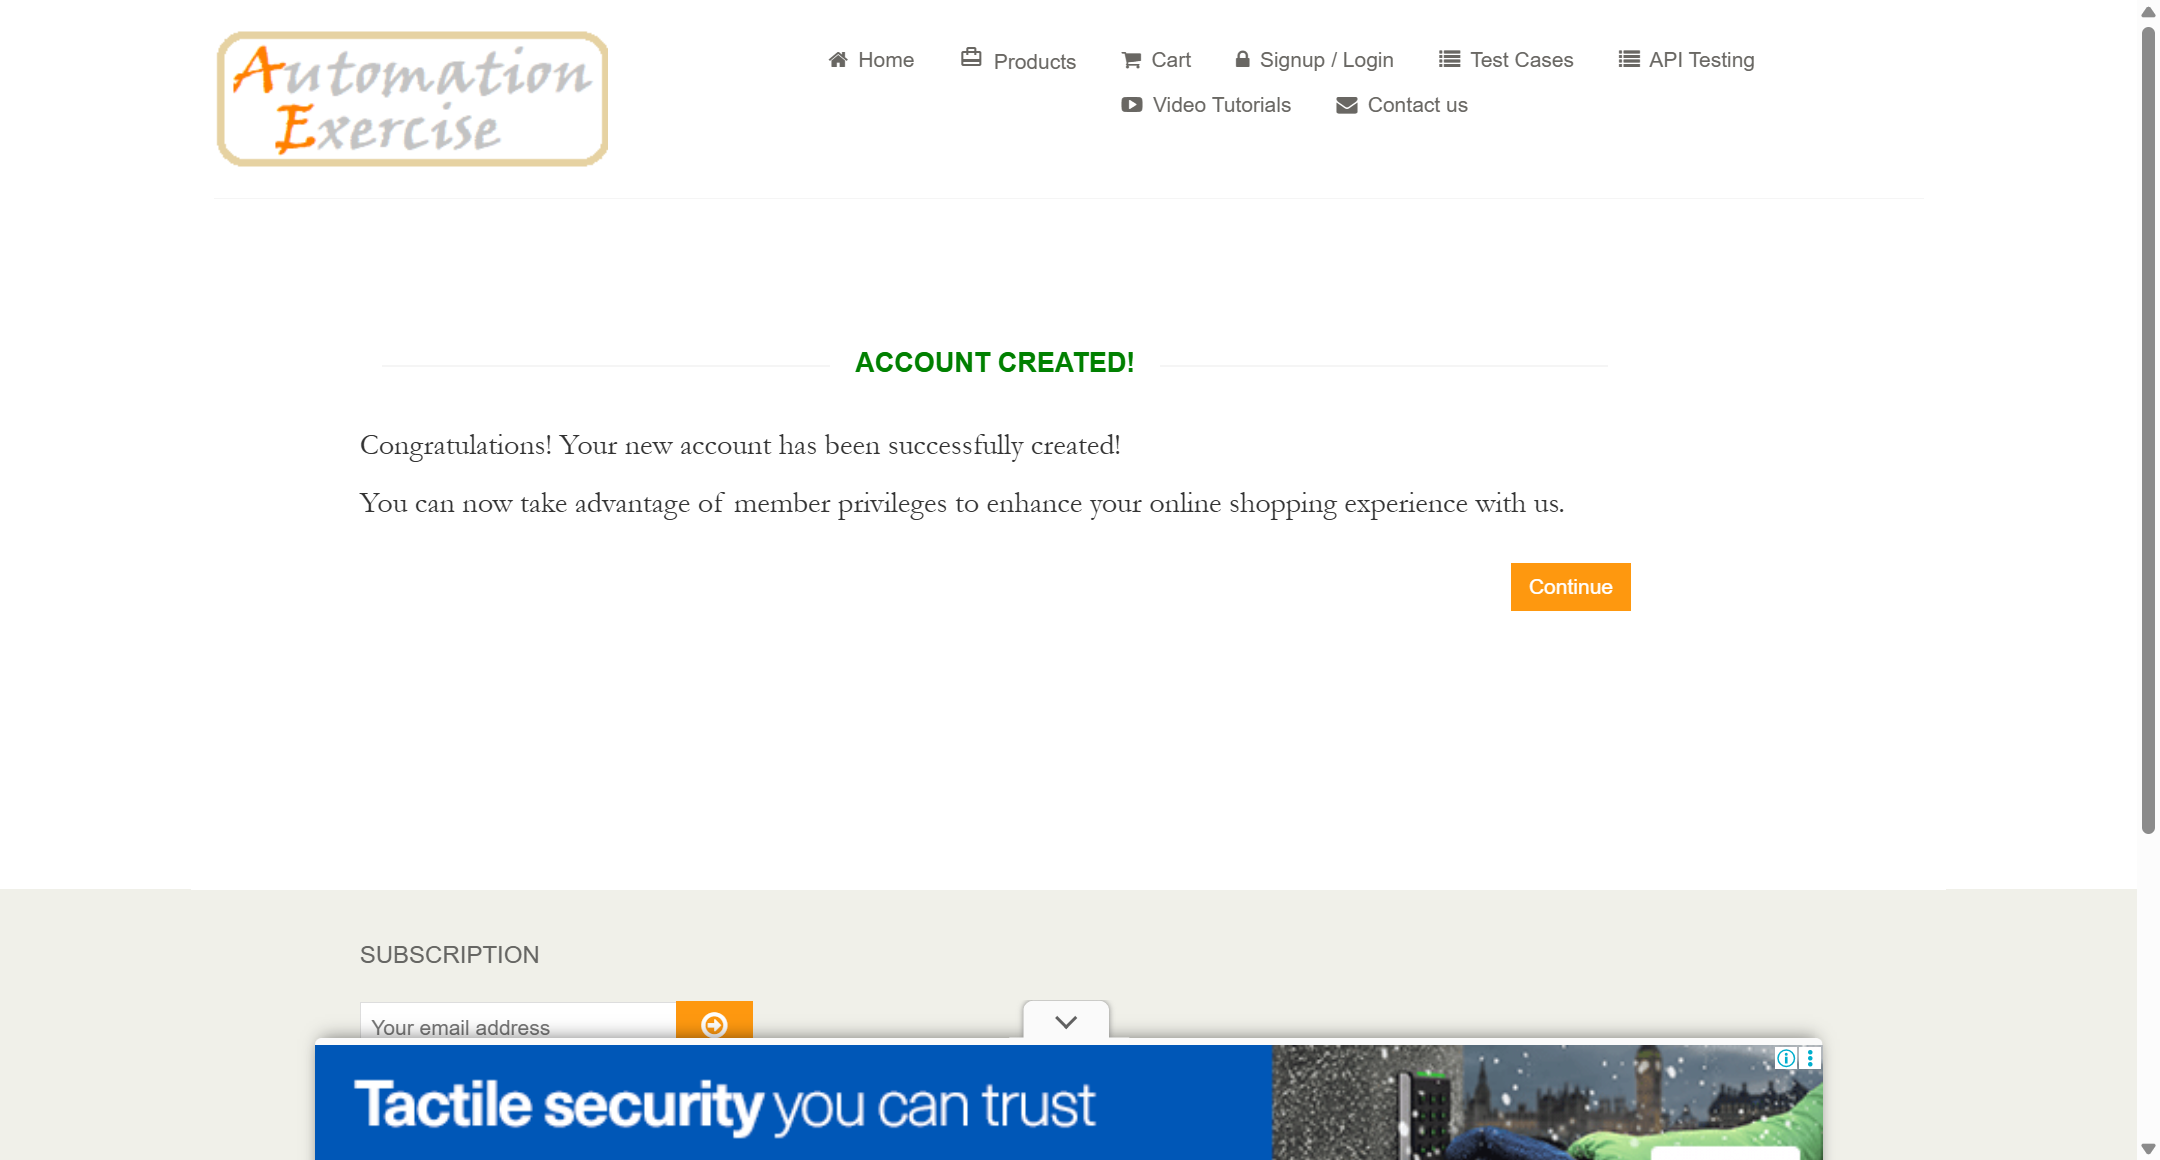 Automation
Exercise
Home
Products
Cart
Signup / Login
Test Cases
API Testing
Video Tutorials
Contact us
ACCOUNT CREATED!
Congratulations! Your new account has been successfully created!
You can now take advantage of member privileges to enhance your online shopping experience with us.
Continue
SUBSCRIPTION
Your email address
Tactile security you can trust